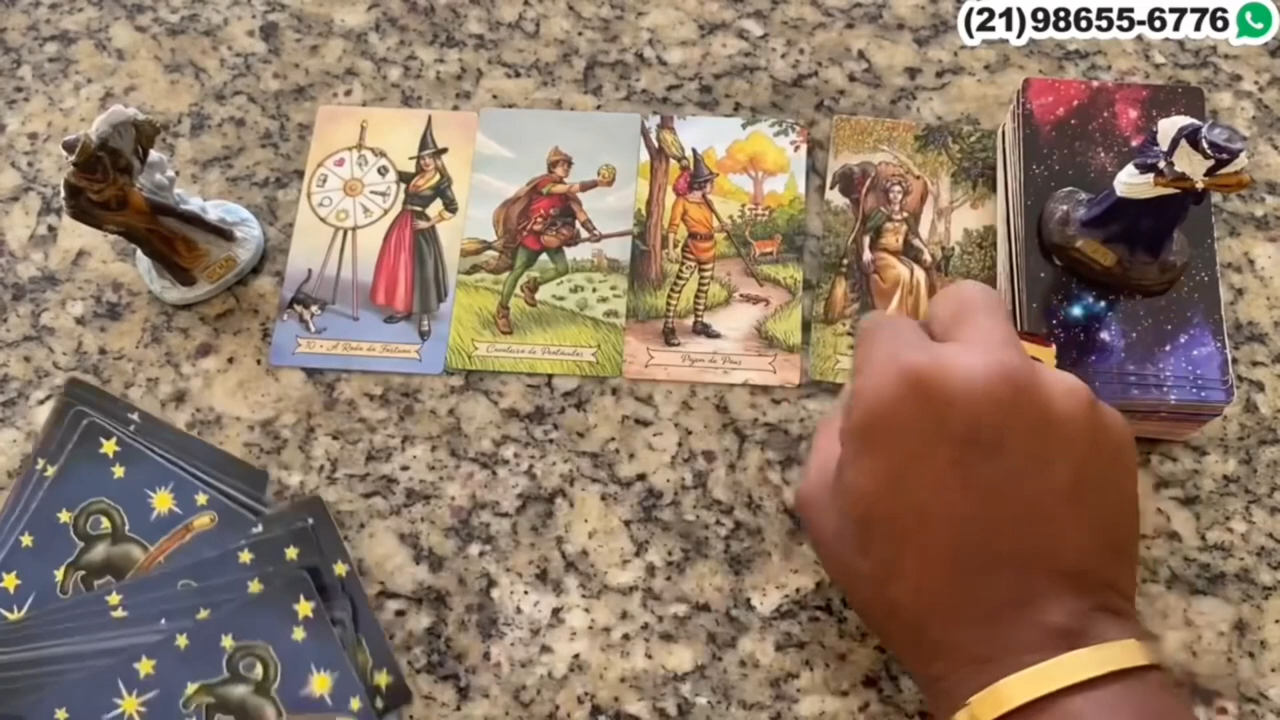 (21)98655-6776
10 • A Roda da Fortuna
Cavaleiro de Pentáculos
Pajem de Paus